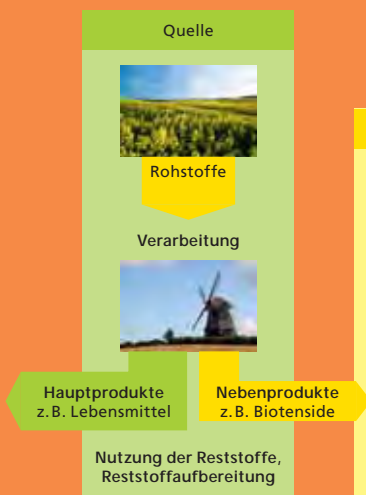 Quelle
Rohstoffe
Verarbeitung
Hauptprodukte
z.B. Lebensmittel
Nebenprodukte
z.B. Biotenside
Nutzung der Reststoffe,
Reststoffaufbereitung